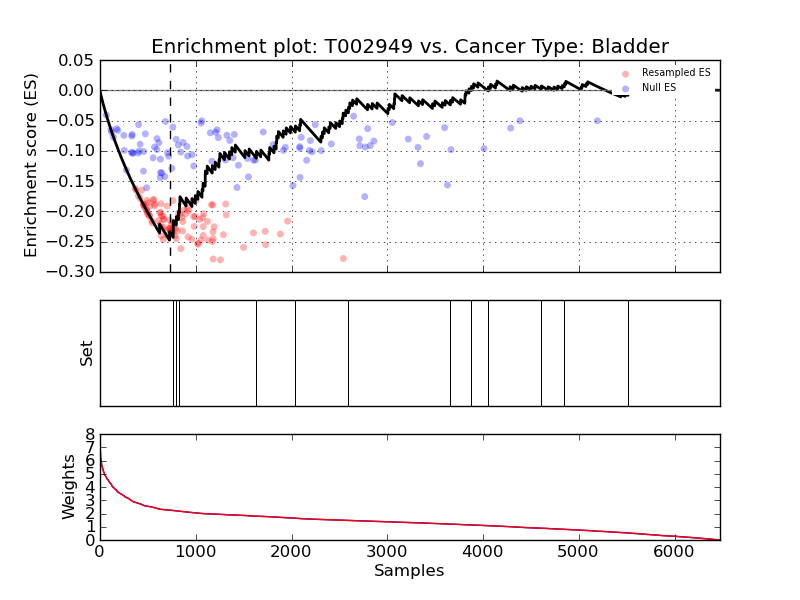 Enrichment plot: T002949 vs. Cancer Type: Bladder
Enrichment score (ES)
0.05
0.00
−0.05
−0.10
−0.15
−0.20
−0.25
−0.30
Resampled ES
Null ES
Set
Weights
8
7
6
5
4
3
2
1
0
0 1000 2000 3000 4000 5000 6000
Samples